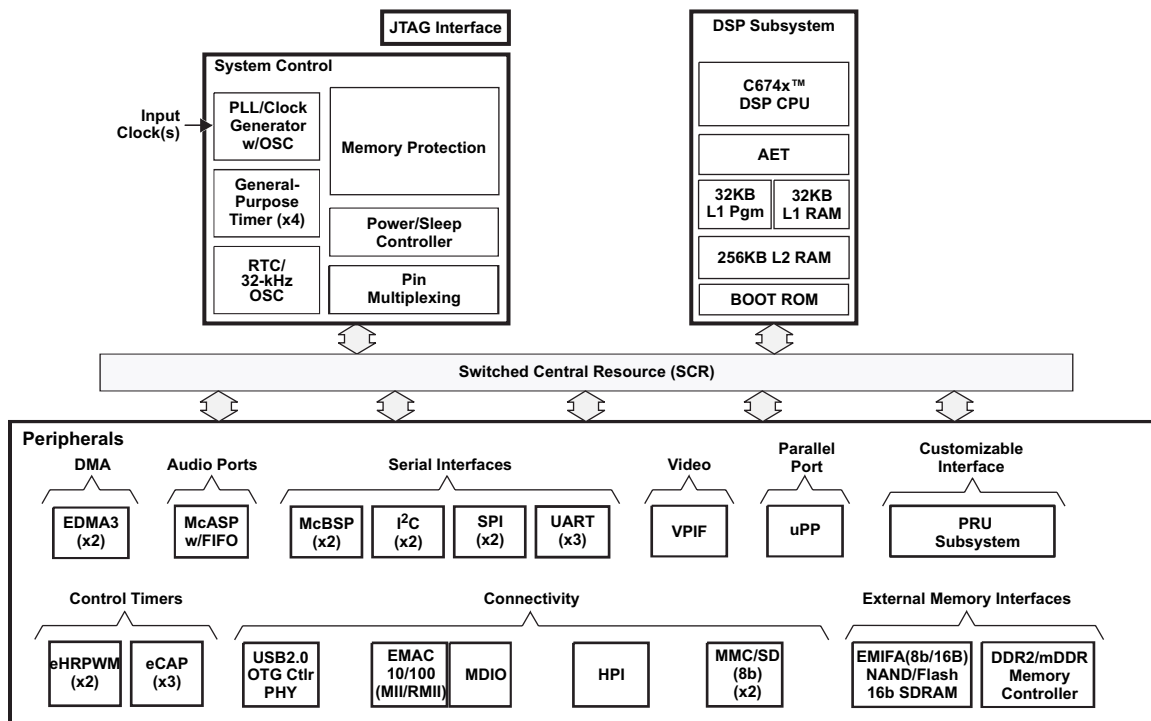 JTAG Interface
DSP Subsystem
System Control
Input
Clock(s)
PLL/Clock
Generator
w/OSC
General-
Purpose
Timer (x4)
RTC/
32-kHz
OSC
Memory Protection
Power/Sleep
Controller
Pin
Multiplexing
C674x™
DSP CPU
AET
32KB
L1 Pgm
32KB
L1 RAM
256KB L2 RAM
BOOT ROM
Switched Central Resource (SCR)
Peripherals
DMA
EDMA3
(x2)
Audio Ports
McASP
w/FIFO
Serial Interfaces
McBSP
(x2)
I²C
(x2)
SPI
(x2)
UART
(x3)
Video
VPIF
Parallel
Port
uPP
Customizable
Interface
PRU
Subsystem
Control Timers
eHRPWM
(x2)
eCAP
(x3)
Connectivity
USB2.0
OTG Ctlr
PHY
EMAC
10/100
(MII/RMII)
MDIO
HPI
MMC/SD
(8b)
(x2)
External Memory Interfaces
EMIFA(8b/16B)
NAND/Flash
16b SDRAM
DDR2/mDDR
Memory
Controller